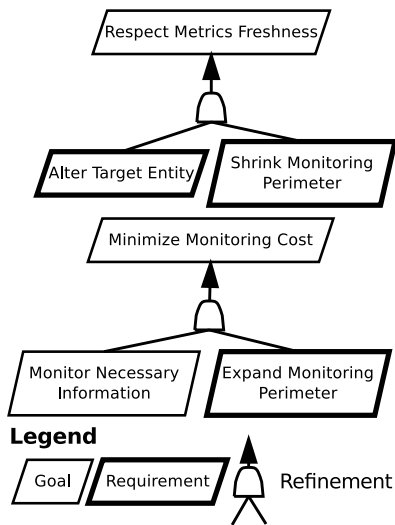 Respect Metrics Freshness
Alter Target Entity
Shrink Monitoring
Perimeter
Minimize Monitoring Cost
Monitor Necessary
Information
Expand Monitoring
Perimeter
Legend
Goal
Requirement
Refinement